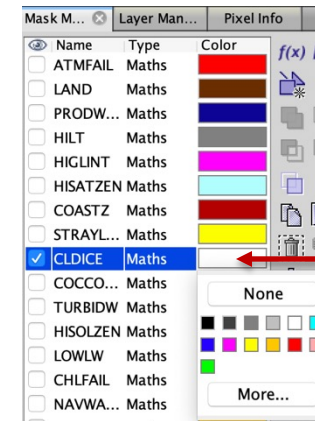 Mask M... Layer Man... Pixel Info
Name Type Color
f(x)
ATMFAIL Maths
LAND Maths
PRODW... Maths
HILT Maths
HIGLINT Maths
HISATZEN Maths
COASTZ Maths
STRAYL... Maths
CLDICE Maths
COCCO... Maths
None
TURBIDW Maths
HISOLZEN Maths
LOWLW Maths
CHLFAIL Maths
More...
NAVWA... Maths